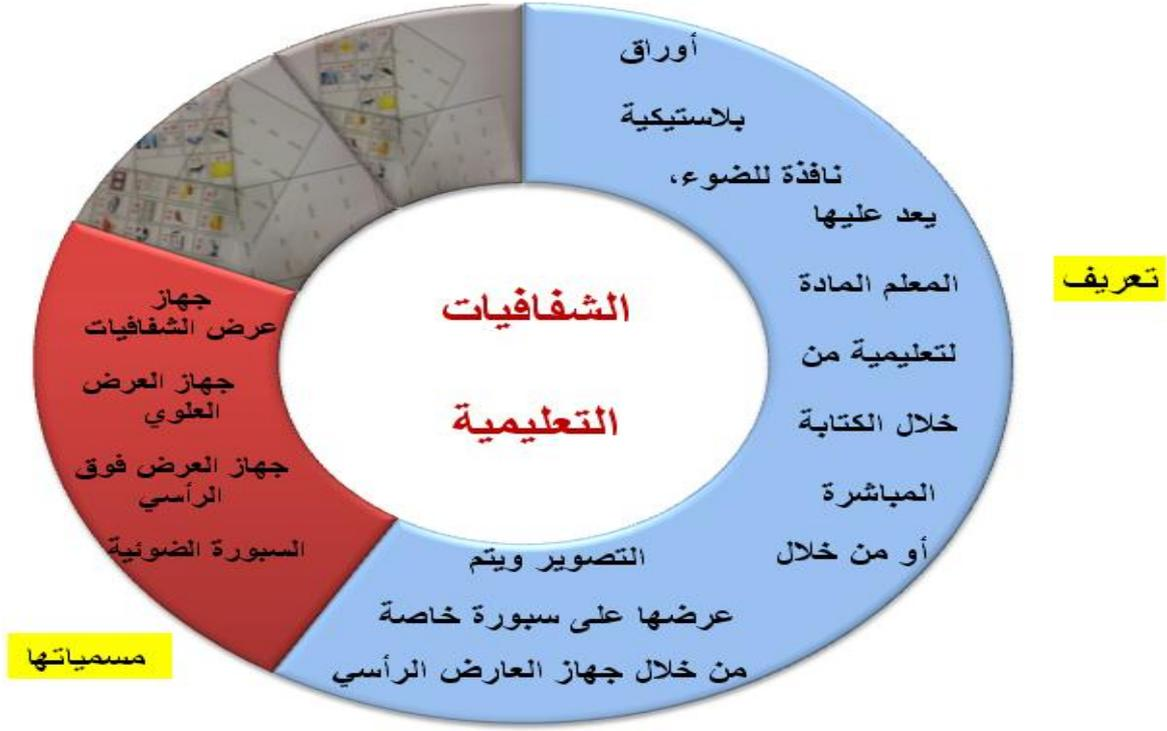 الشفافيات
التعليمية
تعريف
أوراق
بلاستيكية
نافذة للضوء،
يعد عليها
المعلم المادة
لتعليمية من
خلال الكتابة
المباشرة
أو من خلال
التصوير ويتم
عرضها على سبورة خاصة
من خلال جهاز العارض الرأسي
مسمياتها
جهاز
عرض الشفافيات
جهاز العرض
العلوي
جهاز العرض فوق
الرأسي
السبورة الضوئية